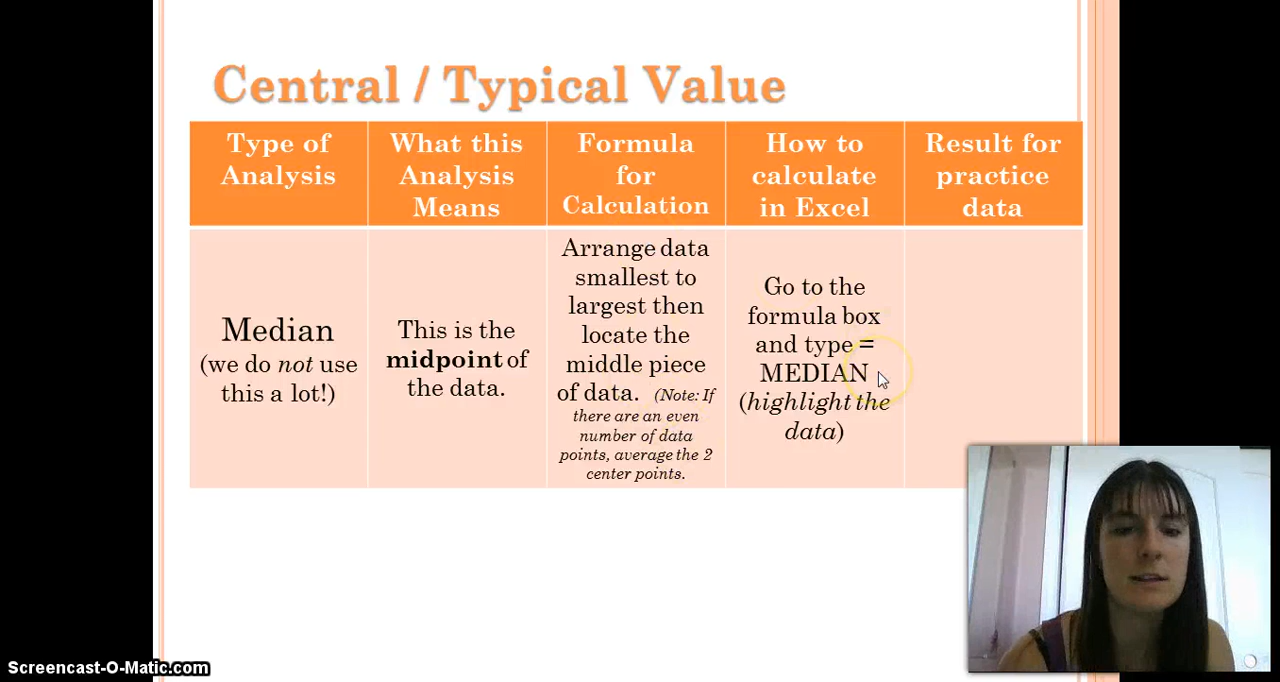 Central / Typical Value
Type of
Analysis
What this
Analysis
Means
Formula
for
Calculation
How to
calculate
in Excel
Result for
practice
data
Median
(we do not use
this a lot!)
This is the
midpoint of
the data.
Arrange data
smallest to
largest then
locate the
middle piece
of data. (Note: If
there are an even
number of data
points, average the 2
center points.
Go to the
formula box
and type =
MEDIAN
(highlight the
data)
Screencast-O-Matic.com